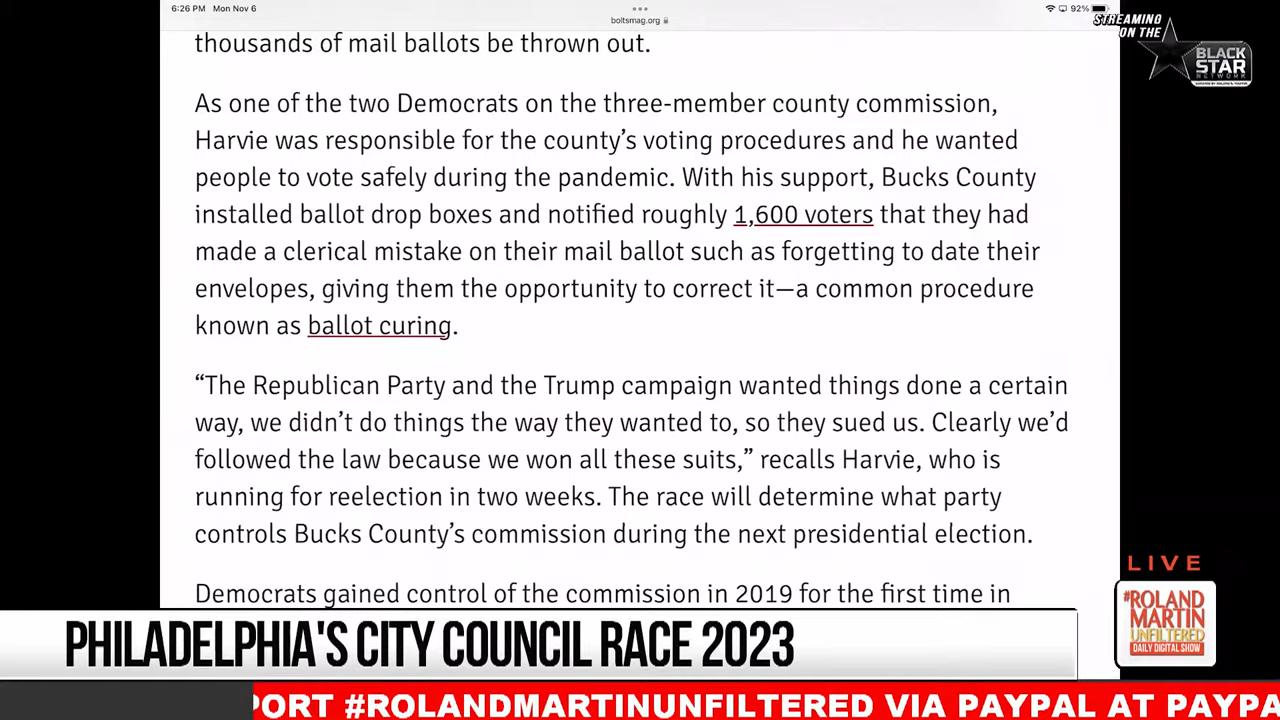 6:26 PM Mon Nov 6
boltsmag.org
92%
STREAMING
ON THE
BLACK
STAR
NETWORK
thousands of mail ballots be thrown out.
As one of the two Democrats on the three-member county commission,
Harvie was responsible for the county’s voting procedures and he wanted
people to vote safely during the pandemic. With his support, Bucks County
installed ballot drop boxes and notified roughly 1,600 voters that they had
made a clerical mistake on their mail ballot such as forgetting to date their
envelopes, giving them the opportunity to correct it—a common procedure
known as ballot curing.
“The Republican Party and the Trump campaign wanted things done a certain
way, we didn’t do things the way they wanted to, so they sued us. Clearly we’d
followed the law because we won all these suits,” recalls Harvie, who is
running for reelection in two weeks. The race will determine what party
controls Bucks County’s commission during the next presidential election.
Democrats gained control of the commission in 2019 for the first time in
LIVE
#ROLAND
MARTIN
UNFILTERED
DAILY DIGITAL SHOW
PHILADELPHIA'S CITY COUNCIL RACE 2023
PORT #ROLANDMARTINUNFILTERED VIA PAYPAL AT PAYPA